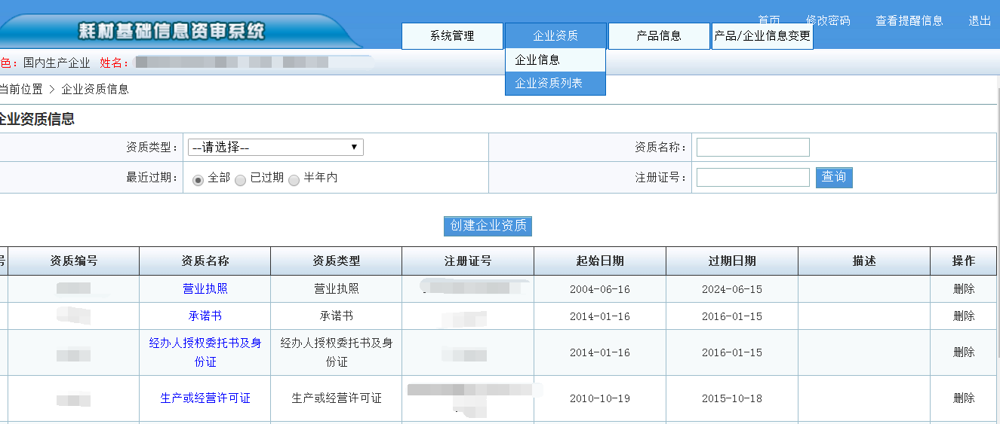 耗材基础信息资审系统
首页 修改密码 查看提醒信息 退出
系统管理 企业资质 产品信息 产品/企业信息变更
企业信息
企业资质列表
色：国内生产企业 姓名：
当前位置 > 企业资质信息
企业资质信息
资质类型： --请选择-- 资质名称：
最近过期： 全部 已过期 半年内 注册证号： 查询
创建企业资质
号 资质编号 资质名称 资质类型 注册证号 起始日期 过期日期 描述 操作
营业执照 营业执照 2004-06-16 2024-06-15 删除
承诺书 承诺书 2014-01-16 2016-01-15 删除
经办人授权委托书及身 经办人授权委托书及身
份证 份证 2014-01-16 2016-01-15 删除
生产或经营许可证 生产或经营许可证 2010-10-19 2015-10-18 删除